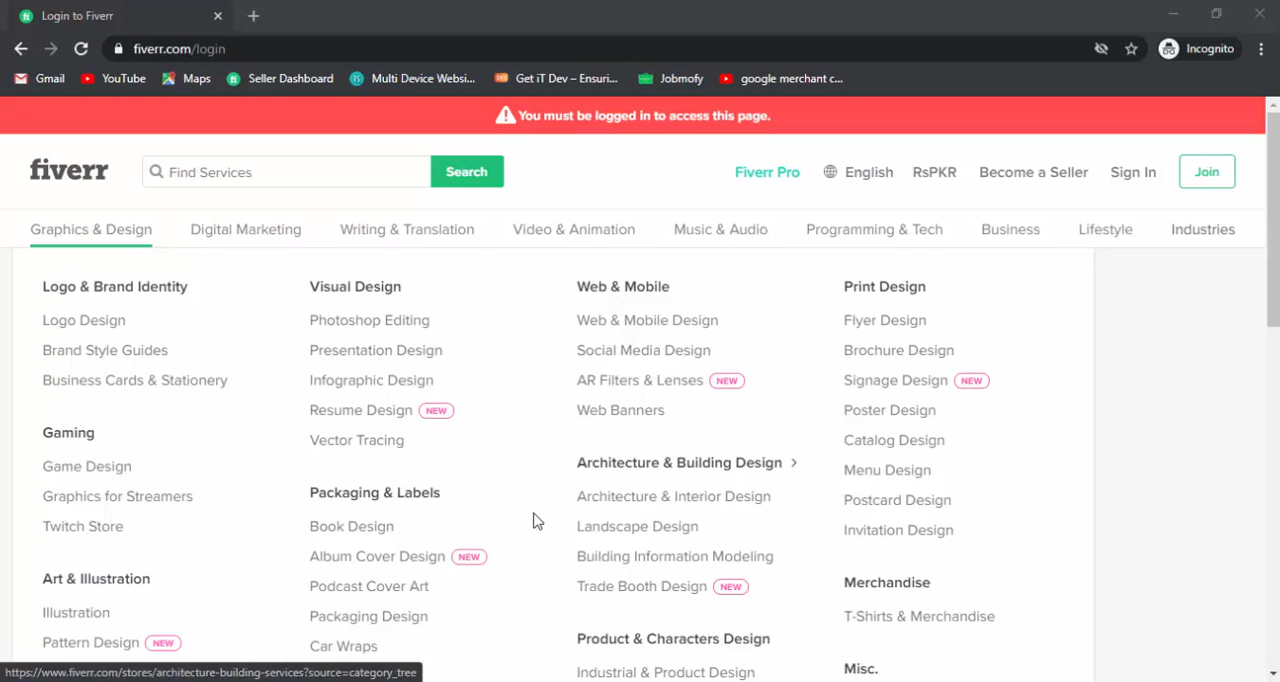 Login to Fiverr
fiverr.com/login
Incognito
Gmail YouTube Maps Seller Dashboard Multi Device Websi... Get iT Dev – Ensuri... Jobmofy google merchant c...
You must be logged in to access this page.
fiverr Find Services Search Fiverr Pro English RsPKR Become a Seller Sign In Join
Graphics & Design Digital Marketing Writing & Translation Video & Animation Music & Audio Programming & Tech Business Lifestyle Industries
Logo & Brand Identity
Logo Design
Brand Style Guides
Business Cards & Stationery
Gaming
Game Design
Graphics for Streamers
Twitch Store
Art & Illustration
Illustration
Pattern Design NEW
Visual Design
Photoshop Editing
Presentation Design
Infographic Design
Resume Design NEW
Vector Tracing
Packaging & Labels
Book Design
Album Cover Design NEW
Podcast Cover Art
Packaging Design
Car Wraps
Web & Mobile
Web & Mobile Design
Social Media Design
AR Filters & Lenses NEW
Web Banners
Architecture & Building Design >
Architecture & Interior Design
Landscape Design
Building Information Modeling
Trade Booth Design NEW
Product & Characters Design
Industrial & Product Design
Print Design
Flyer Design
Brochure Design
Signage Design NEW
Poster Design
Catalog Design
Menu Design
Postcard Design
Invitation Design
Merchandise
T-Shirts & Merchandise
Misc.
https://www.fiverr.com/stores/architecture-building-services?source=category_tree